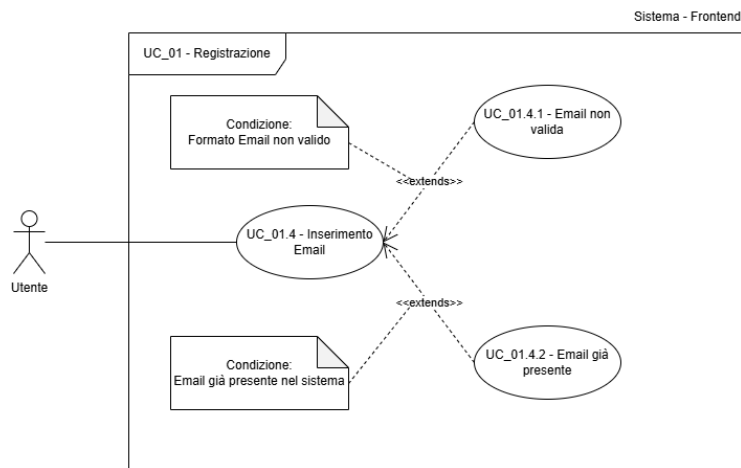 Sistema - Frontend
UC_01 - Registrazione
Condizione:
Formato Email non valido
UC_01.4.1 - Email non
valida
<<extends>>
UC_01.4 - Inserimento
Email
Utente
<<extends>>
Condizione:
Email già presente nel sistema
UC_01.4.2 - Email già
presente